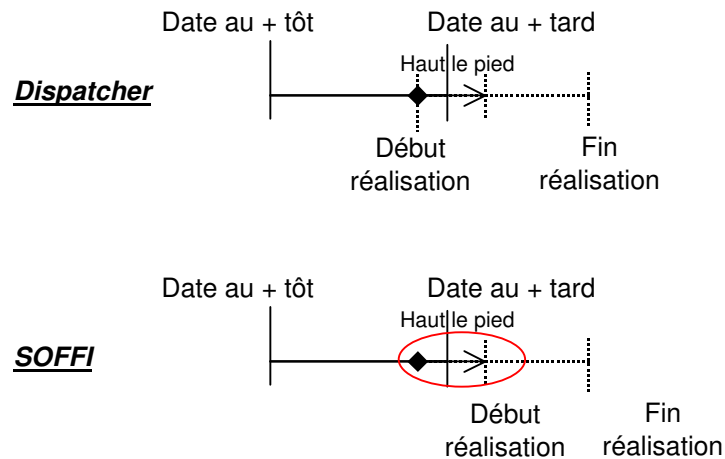 Date au + tôt Date au + tard
Haut le pied
Dispatcher
Début Fin
réalisation réalisation
Date au + tôt Date au + tard
Haut le pied
SOFFI
Début Fin
réalisation réalisation